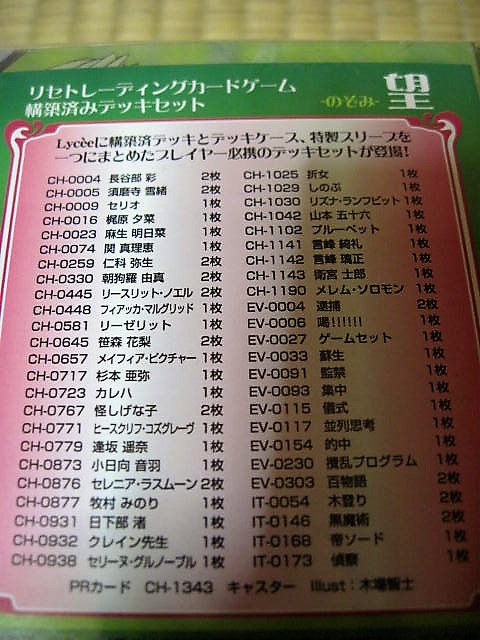 リセトレーディングカードゲーム
構築済みデッキセット
-のぞみ- 望
Lycèeに構築済デッキとデッキケース、特製スリーブを
一つにまとめたプレイヤー必携のデッキセットが登場!
CH-0004 長谷部 彩 2枚
CH-0005 須磨寺 雪緒 2枚
CH-0009 セリオ 1枚
CH-0016 梶原 夕菜 1枚
CH-0023 麻生 明日菜 1枚
CH-0074 関 真理恵 1枚
CH-0259 仁科 弥生 2枚
CH-0330 朝狗羅 由真 2枚
CH-0445 リースリット・ノエル 2枚
CH-0448 フィアッカ・マルグリッド 1枚
CH-0581 リーゼリット 1枚
CH-0645 笹森 花梨 2枚
CH-0657 メイフィア・ピクチャー 1枚
CH-0717 杉本 亜弥 1枚
CH-0723 カレハ 1枚
CH-0767 怪しげな子 2枚
CH-0771 ヒースクリフ・コズグレーヴ 1枚
CH-0779 逢坂 遥奈 1枚
CH-0873 小日向 音羽 1枚
CH-0876 セレニア・ラスムーン 2枚
CH-0877 牧村 みのり 1枚
CH-0931 日下部 渚 1枚
CH-0932 クレイン先生 1枚
CH-0938 セリーヌ・グルノーブル 1枚
CH-1025 折女 1枚
CH-1029 しのぶ 1枚
CH-1030 リズナ・ランフビット 1枚
CH-1042 山本 五十六 1枚
CH-1102 ブルーペット 1枚
CH-1141 言峰 綺礼 1枚
CH-1142 言峰 璃正 1枚
CH-1143 衛宮 士郎 1枚
CH-1190 メレム・ソロモン 1枚
EV-0004 逮捕 2枚
EV-0006 喝!!!!!! 1枚
EV-0027 ゲームセット 1枚
EV-0033 蘇生 1枚
EV-0091 監禁 1枚
EV-0093 集中 1枚
EV-0115 儀式 1枚
EV-0117 並列思考 1枚
EV-0154 的中 1枚
EV-0230 撹乱プログラム 1枚
EV-0303 百物語 2枚
IT-0054 木登り 2枚
IT-0146 黒魔術 2枚
IT-0168 帝ソード 1枚
IT-0173 偵察 1枚
PRカード CH-1343 キャスター Illust:木場智士